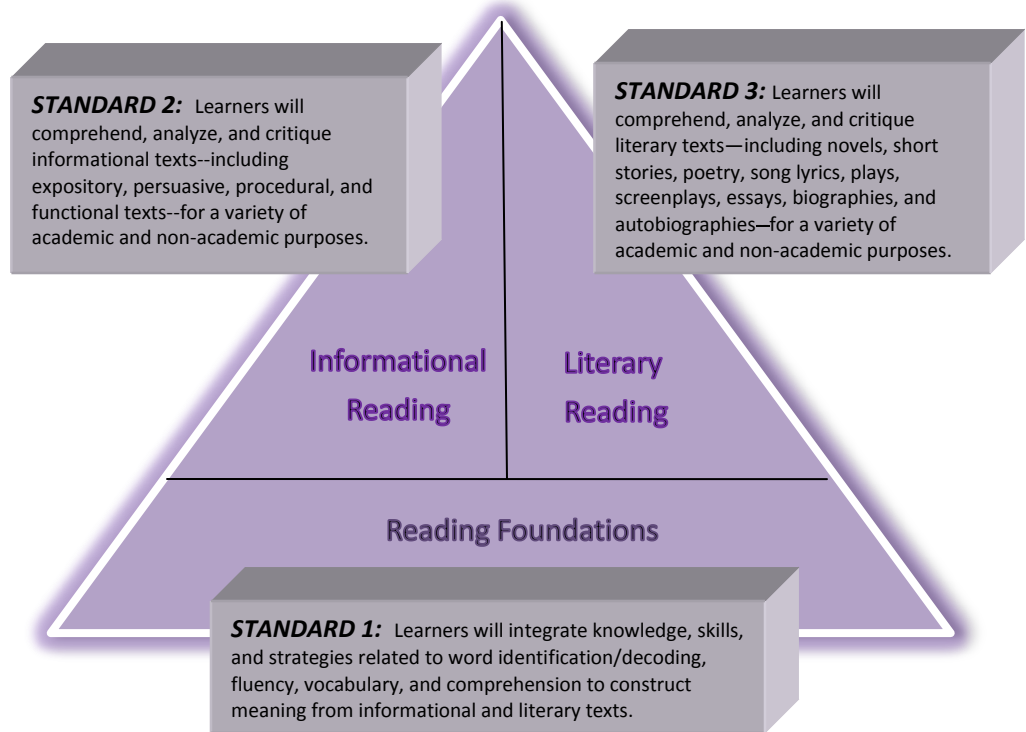 STANDARD 2: Learners will
comprehend, analyze, and critique
informational texts--including
expository, persuasive, procedural, and
functional texts--for a variety of
academic and non-academic purposes.
STANDARD 3: Learners will
comprehend, analyze, and critique
literary texts—including novels, short
stories, poetry, song lyrics, plays,
screenplays, essays, biographies, and
autobiographies—for a variety of
academic and non-academic purposes.
Informational
Reading
Literary
Reading
Reading Foundations
STANDARD 1: Learners will integrate knowledge, skills,
and strategies related to word identification/decoding,
fluency, vocabulary, and comprehension to construct
meaning from informational and literary texts.